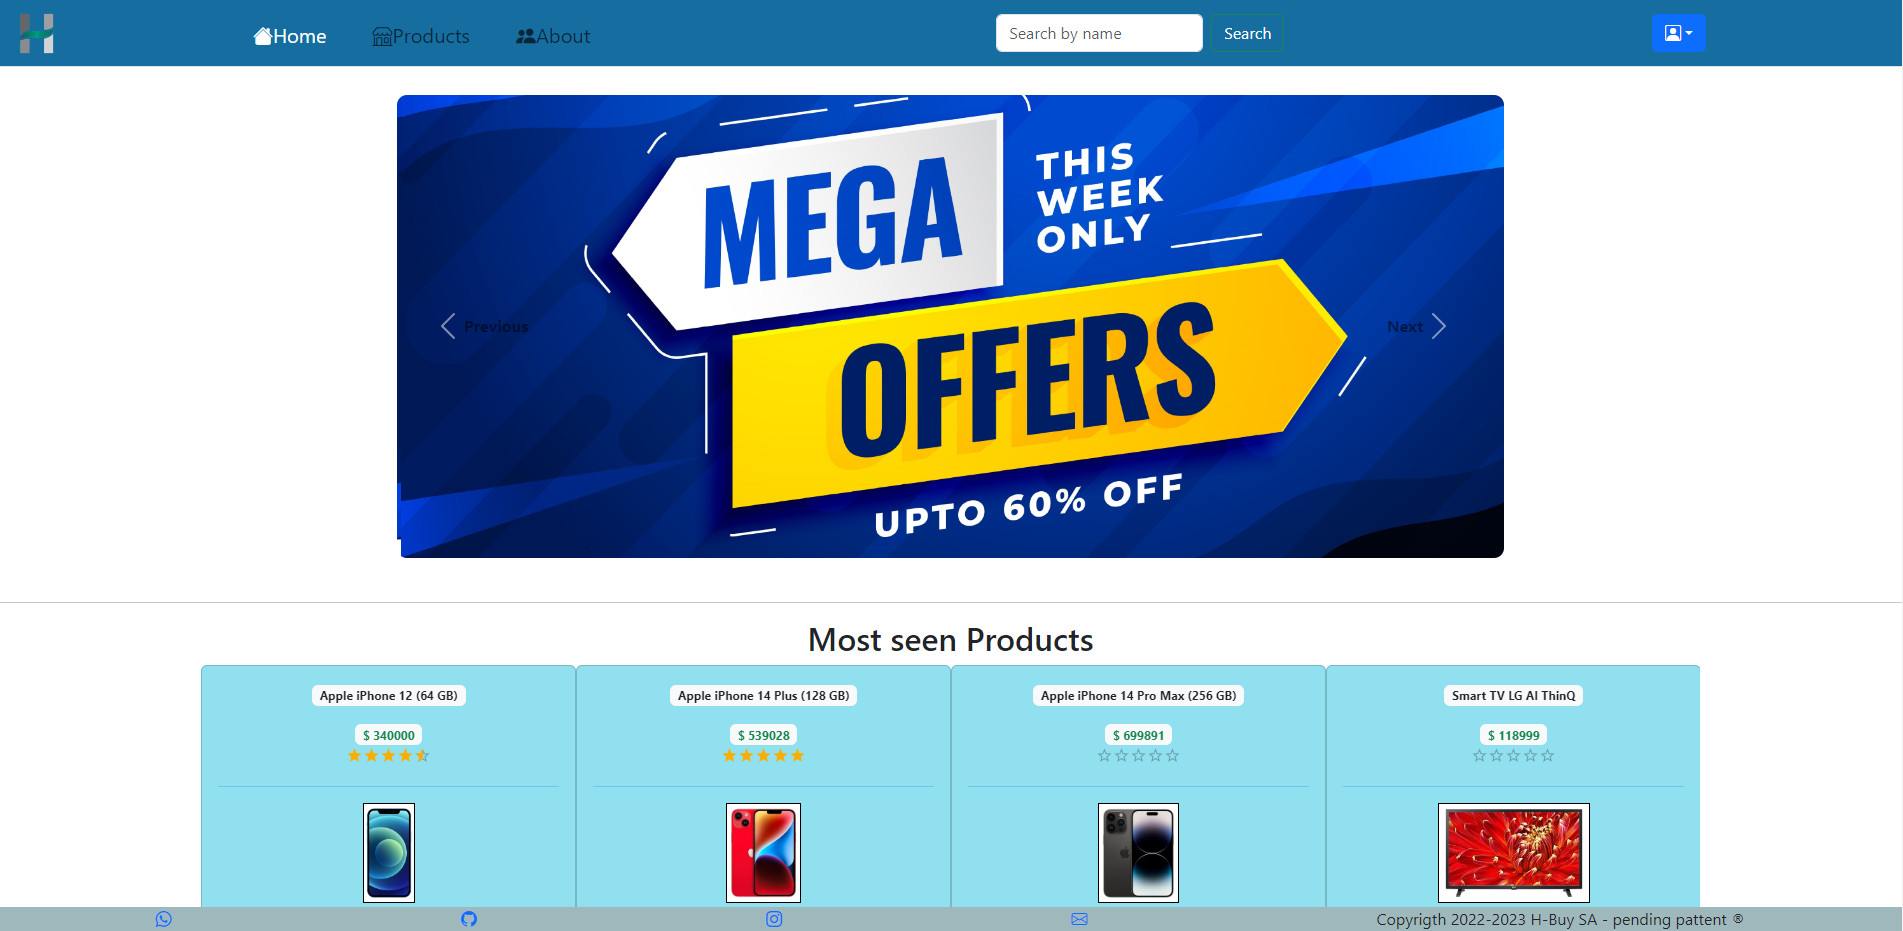 H
Home
Products
About
Search by name
Search
MEGA
THIS
WEEK
ONLY
Previous
Next
OFFERS
UPTO 60% OFF
Most seen Products
Apple iPhone 12 (64 GB)
$ 340000
Apple iPhone 14 Plus (128 GB)
$ 539028
Apple iPhone 14 Pro Max (256 GB)
$ 699891
Smart TV LG AI ThinQ
$ 118999
Copyrigth 2022-2023 H-Buy SA - pending pattent ®